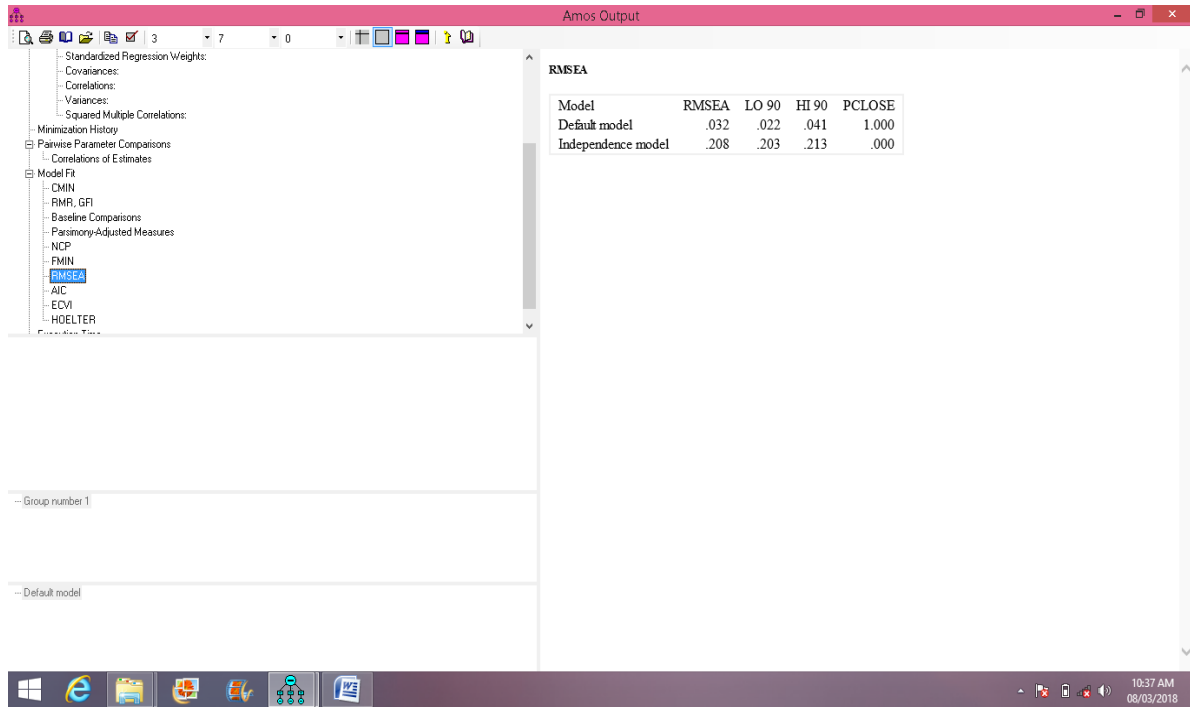 Amos Output
3 7 0
Standardized Regression Weights:
Covariances:
Correlations:
Variances:
Squared Multiple Correlations:
Minimization History
Pairwise Parameter Comparisons
Correlations of Estimates
Model Fit
CMIN
RMR, GFI
Baseline Comparisons
Parsimony-Adjusted Measures
NCP
FMIN
RMSEA
AIC
ECVI
HOELTER
Execution Time
Group number 1
Default model
RMSEA
Model RMSEA LO 90 HI 90 PCLOSE
Default model .032 .022 .041 1.000
Independence model .208 .203 .213 .000
10:37 AM
08/03/2018